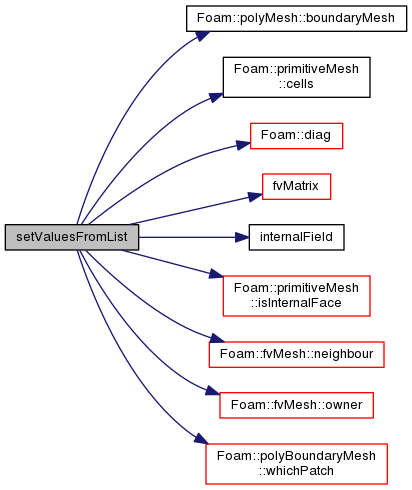 Foam::polyMesh::boundaryMesh
Foam::primitiveMesh
::cells
Foam::diag
fvMatrix
setValuesFromList
internalField
Foam::primitiveMesh
::isInternalFace
Foam::fvMesh::neighbour
Foam::fvMesh::owner
Foam::polyBoundaryMesh
::whichPatch